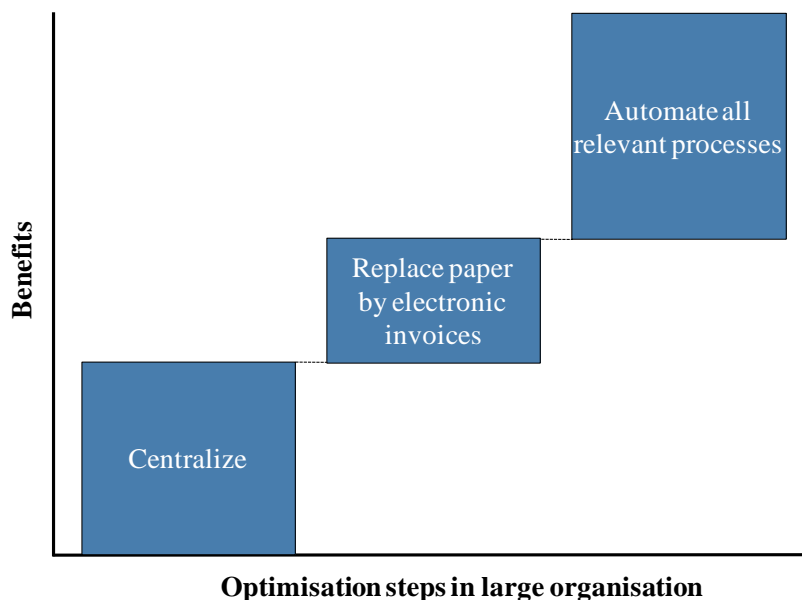 Automate all
relevant processes
Replace paper
by electronic
invoices
Centralize
Benefits
Optimisation steps in large organisation